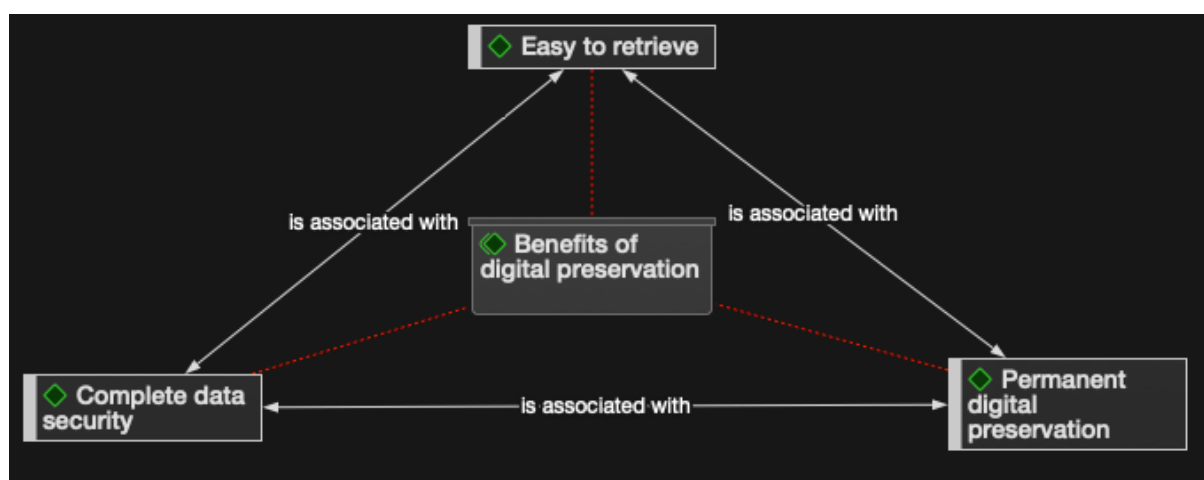 Easy to retrieve
is associated with
is associated with
Benefits of
digital preservation
Complete data
security
is associated with
Permanent
digital
preservation